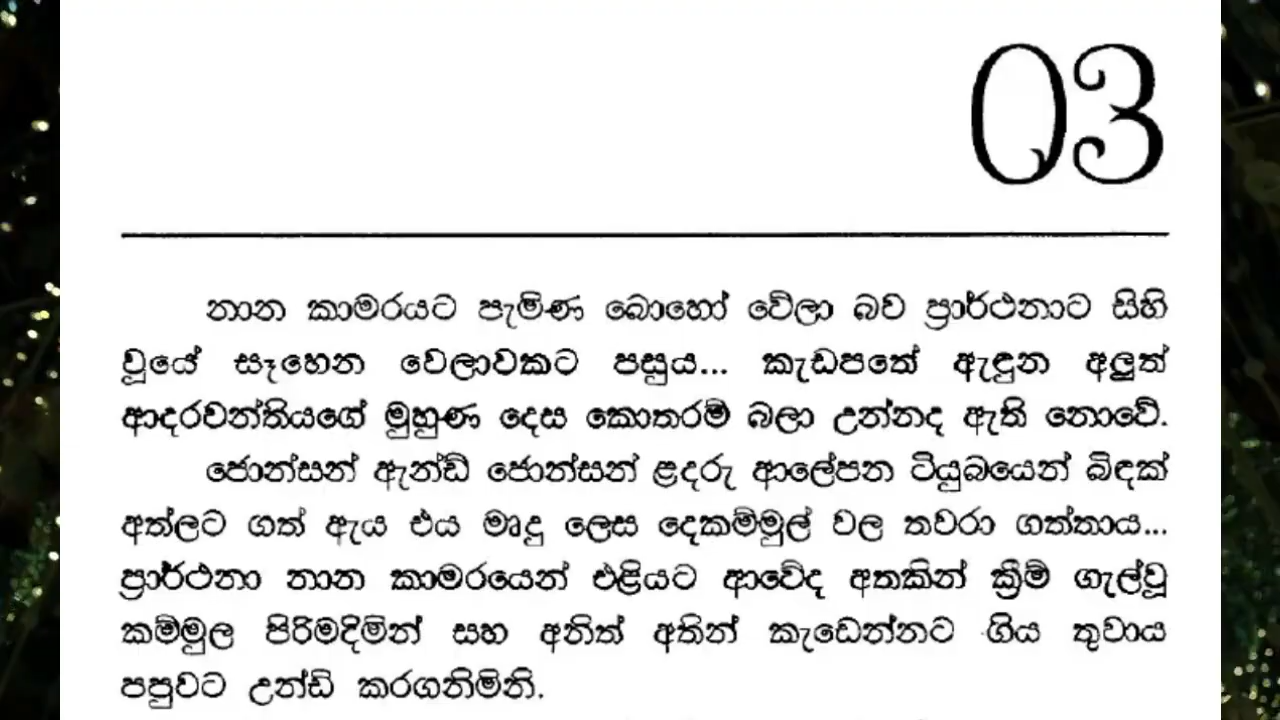 03
නාන කාමරයට පැමිණ බොහෝ වේලා බව ප්‍රාර්ථනාට සිහි
වූයේ සෑහෙන වෙලාවකට පසුය... කැඩපතේ ඇඳුන අලුත්
ආදරවන්තියගේ මුහුණ දෙස කොතරම් බලා උන්නද ඇති නොවේ.
ජොන්සන් ඇන්ඩ් ජොන්සන් ළදරු ආලේපන ටියුබයෙන් බිඳක්
අත්ලට ගත් ඇය එය මෘදු ලෙස දෙකම්මුල් වල තවරා ගත්තාය...
ප්‍රාර්ථනා නාන කාමරයෙන් එළියට ආවේද අතකින් ක්‍රීම් ගැල්වූ
කම්මුල පිරිමදිමින් සහ අනිත් අතින් කැඩෙන්නට ගිය තුවාය
පපුවට උන්ඩි කරගනිමිනි.